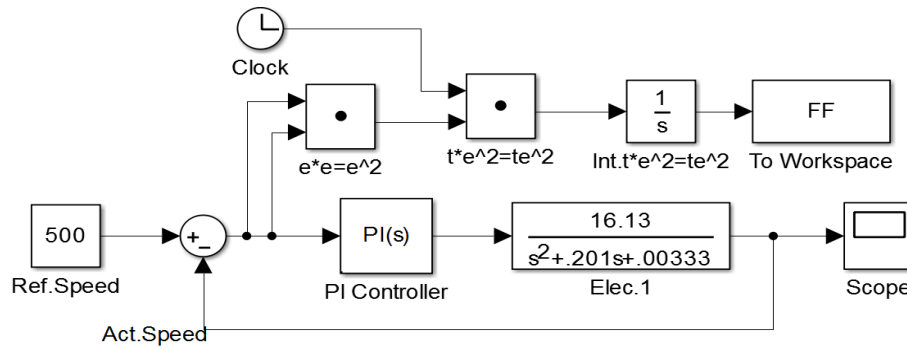 Clock
e*e=e^2
t*e^2=te^2
1
s
Int.t*e^2=te^2
FF
To Workspace
500
Ref.Speed
+
−
PI(s)
PI Controller
16.13
s²+.201s+.00333
Elec.1
Scope
Act.Speed